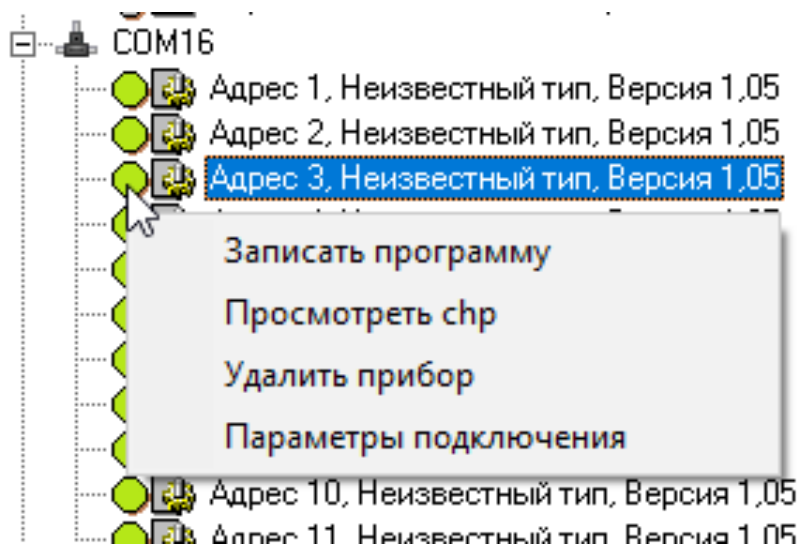 COM16
Адрес 1, Неизвестный тип, Версия 1,05
Адрес 2, Неизвестный тип, Версия 1,05
Адрес 3, Неизвестный тип, Версия 1,05
Записать программу
Просмотреть chp
Удалить прибор
Параметры подключения
Адрес 10, Неизвестный тип, Версия 1,05
Адрес 11, Неизвестный тип, Версия 1,05